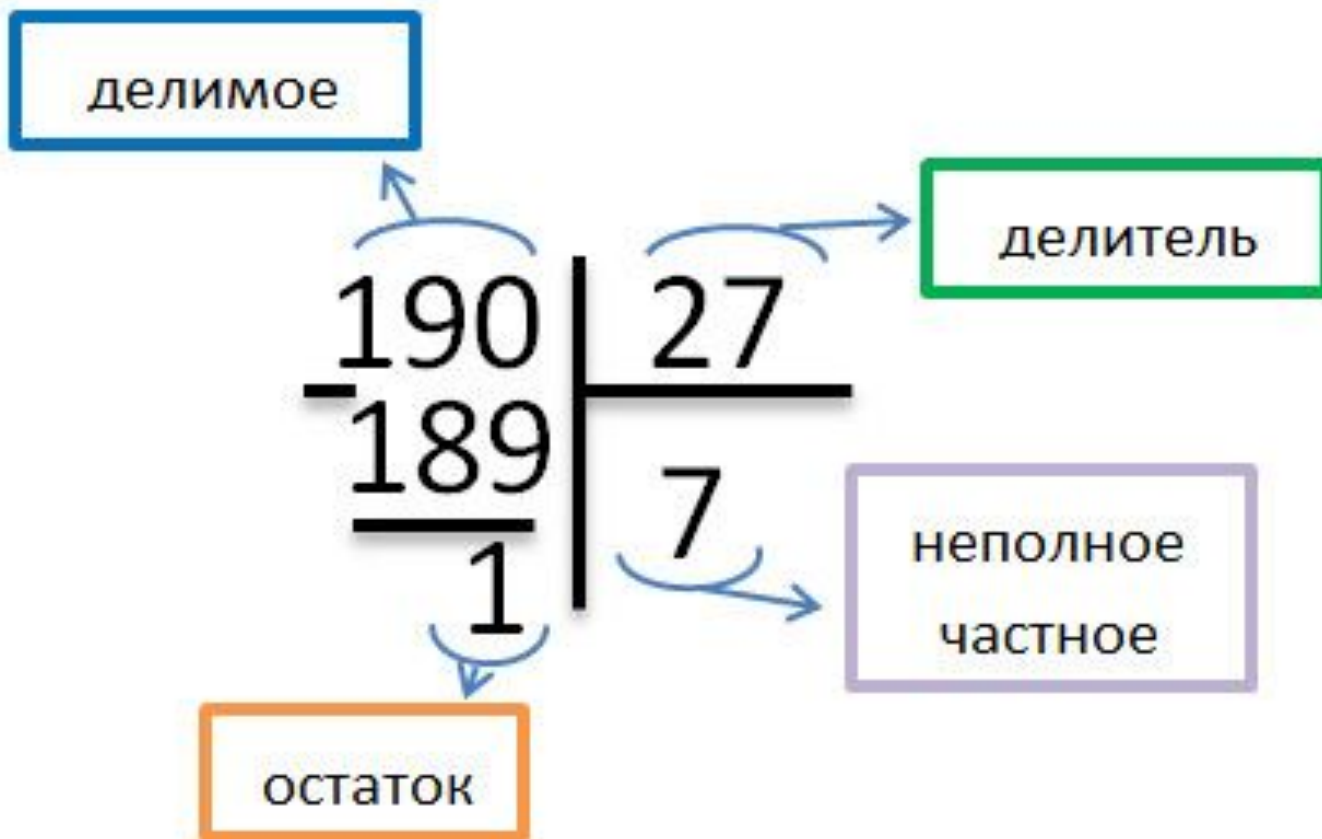 делимое
делитель
190 27
189
7
1
неполное
частное
остаток